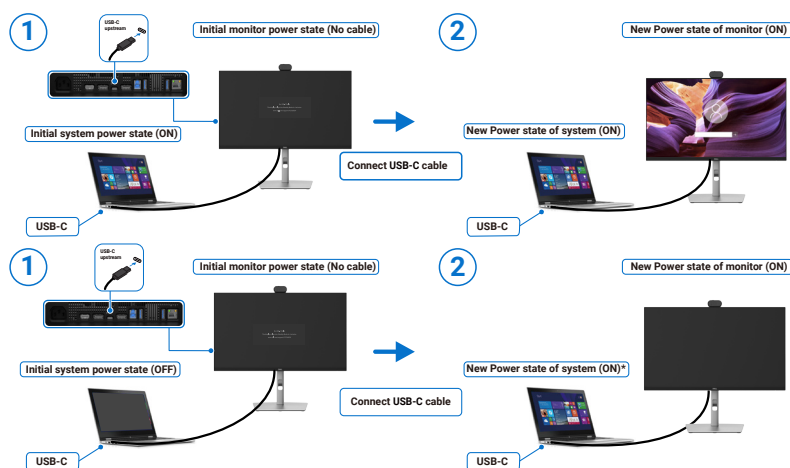 1
USB-C
upstream
Initial monitor power state (No cable)
Initial system power state (ON)
USB-C
Connect USB-C cable
2
New Power state of monitor (ON)
New Power state of system (ON)
USB-C
1
USB-C
upstream
Initial monitor power state (No cable)
Initial system power state (OFF)
USB-C
Connect USB-C cable
2
New Power state of monitor (ON)
New Power state of system (ON)*
USB-C